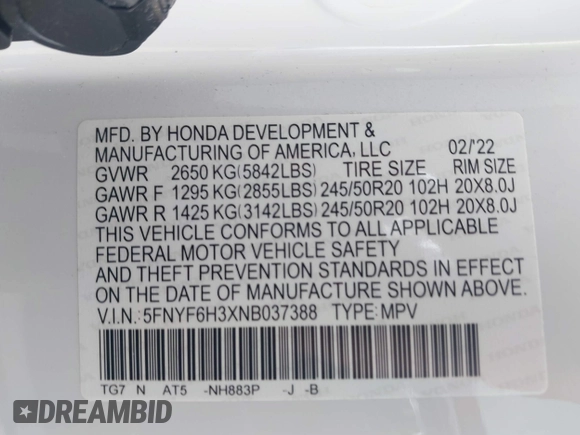 MFD. BY HONDA DEVELOPMENT &
MANUFACTURING OF AMERICA, LLC 02/22
GVWR 2650 KG(5842LBS) TIRE SIZE RIM SIZE
GAWR F 1295 KG(2855LBS) 245/50R20 102H 20X8.0J
GAWR R 1425 KG(3142LBS) 245/50R20 102H 20X8.0J
THIS VEHICLE CONFORMS TO ALL APPLICABLE
FEDERAL MOTOR VEHICLE SAFETY
AND THEFT PREVENTION STANDARDS IN EFFECT
ON THE DATE OF MANUFACTURE SHOWN ABOVE.
V.I.N.: 5FNYF6H3XNB037388 TYPE: MPV
TG7 N AT5 -NH883P -J -B
DREAMBID